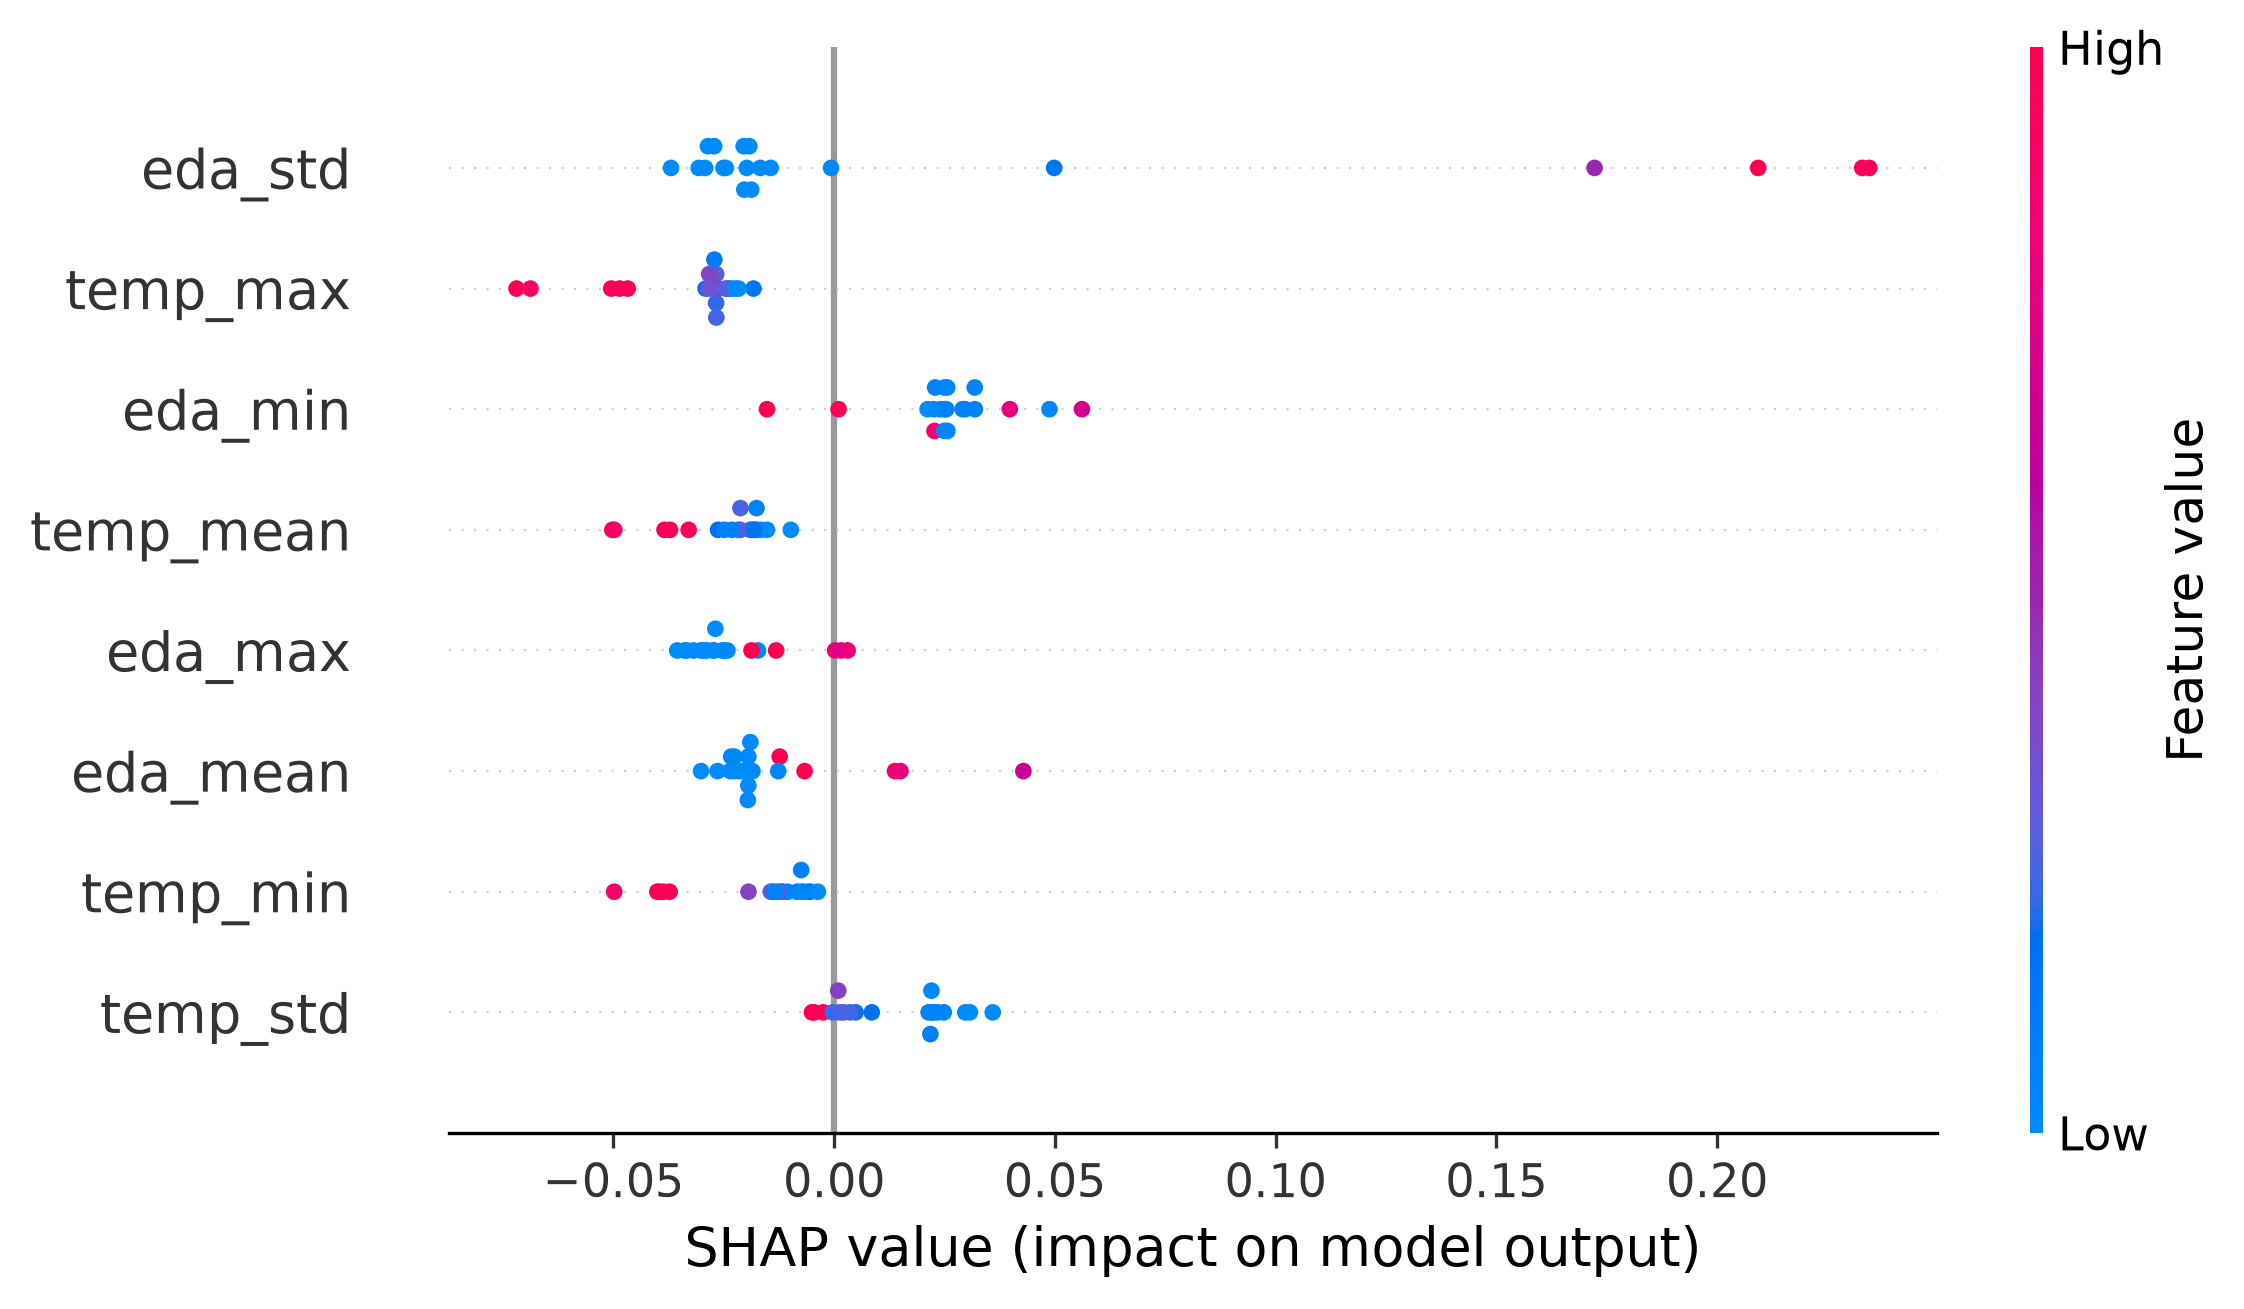 High
eda_std
temp_max
eda_min
temp_mean
eda_max
eda_mean
temp_min
temp_std
Feature value
Low
−0.05 0.00 0.05 0.10 0.15 0.20
SHAP value (impact on model output)